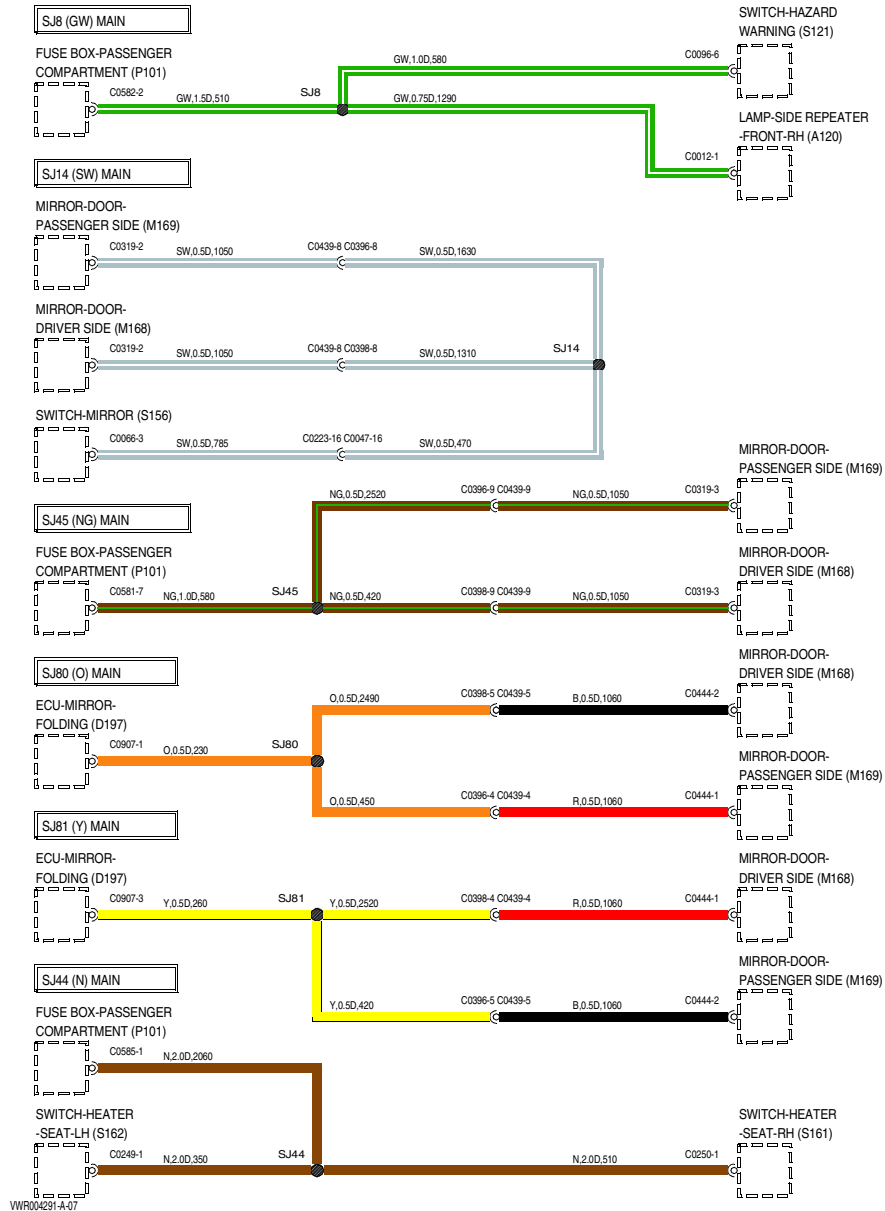 SJ8 (GW) MAIN
SWITCH-HAZARD
WARNING (S121)
FUSE BOX-PASSENGER
COMPARTMENT (P101)
C0582-2
GW,1.5D,510
SJ8
GW,1.0D,580
C0096-6
GW,0.75D,1290
LAMP-SIDE REPEATER
-FRONT-RH (A120)
C0012-1
SJ14 (SW) MAIN
MIRROR-DOOR-
PASSENGER SIDE (M169)
C0319-2
SW,0.5D,1050
C0439-8 C0396-8
SW,0.5D,1630
MIRROR-DOOR-
DRIVER SIDE (M168)
C0319-2
SW,0.5D,1050
C0439-8 C0398-8
SW,0.5D,1310
SJ14
SWITCH-MIRROR (S156)
C0066-3
SW,0.5D,785
C0223-16 C0047-16
SW,0.5D,470
MIRROR-DOOR-
PASSENGER SIDE (M169)
NG,0.5D,2520
C0396-9 C0439-9
NG,0.5D,1050
C0319-3
SJ45 (NG) MAIN
FUSE BOX-PASSENGER
COMPARTMENT (P101)
C0581-7
NG,1.0D,580
SJ45
NG,0.5D,420
C0398-9 C0439-9
NG,0.5D,1050
C0319-3
MIRROR-DOOR-
DRIVER SIDE (M168)
SJ80 (O) MAIN
MIRROR-DOOR-
DRIVER SIDE (M168)
ECU-MIRROR-
FOLDING (D197)
C0907-1
O,0.5D,230
SJ80
O,0.5D,2490
C0398-5 C0439-5
B,0.5D,1060
C0444-2
MIRROR-DOOR-
PASSENGER SIDE (M169)
O,0.5D,450
C0396-4 C0439-4
R,0.5D,1060
C0444-1
SJ81 (Y) MAIN
ECU-MIRROR-
FOLDING (D197)
C0907-3
Y,0.5D,260
SJ81
Y,0.5D,2520
C0398-4 C0439-4
R,0.5D,1060
C0444-1
MIRROR-DOOR-
DRIVER SIDE (M168)
SJ44 (N) MAIN
MIRROR-DOOR-
PASSENGER SIDE (M169)
Y,0.5D,420
C0396-5 C0439-5
B,0.5D,1060
C0444-2
FUSE BOX-PASSENGER
COMPARTMENT (P101)
C0585-1
N,2.0D,2060
SWITCH-HEATER
-SEAT-LH (S162)
C0249-1
N,2.0D,350
SJ44
N,2.0D,510
C0250-1
SWITCH-HEATER
-SEAT-RH (S161)
VWR004291-A-07